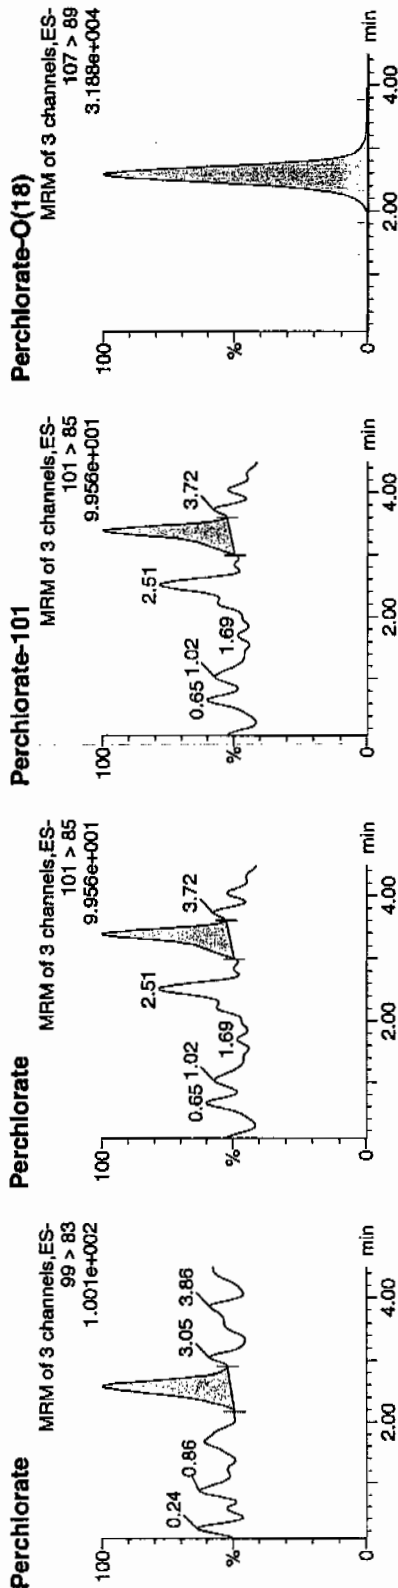 Perchlorate
MRM of 3 channels,ES-
99 > 83
1.001e+002
100
%
0
0.24
0.86
3.05
3.86
2.00
4.00
min
Perchlorate
MRM of 3 channels,ES-
101 > 85
9.956e+001
100
%
0
0.65
1.02
1.69
2.51
3.72
2.00
4.00
min
Perchlorate-101
MRM of 3 channels,ES-
101 > 85
9.956e+001
100
%
0
0.65
1.02
1.69
2.51
3.72
2.00
4.00
min
Perchlorate-O(18)
MRM of 3 channels,ES-
107 > 89
3.188e+004
100
%
0
2.00
4.00
min